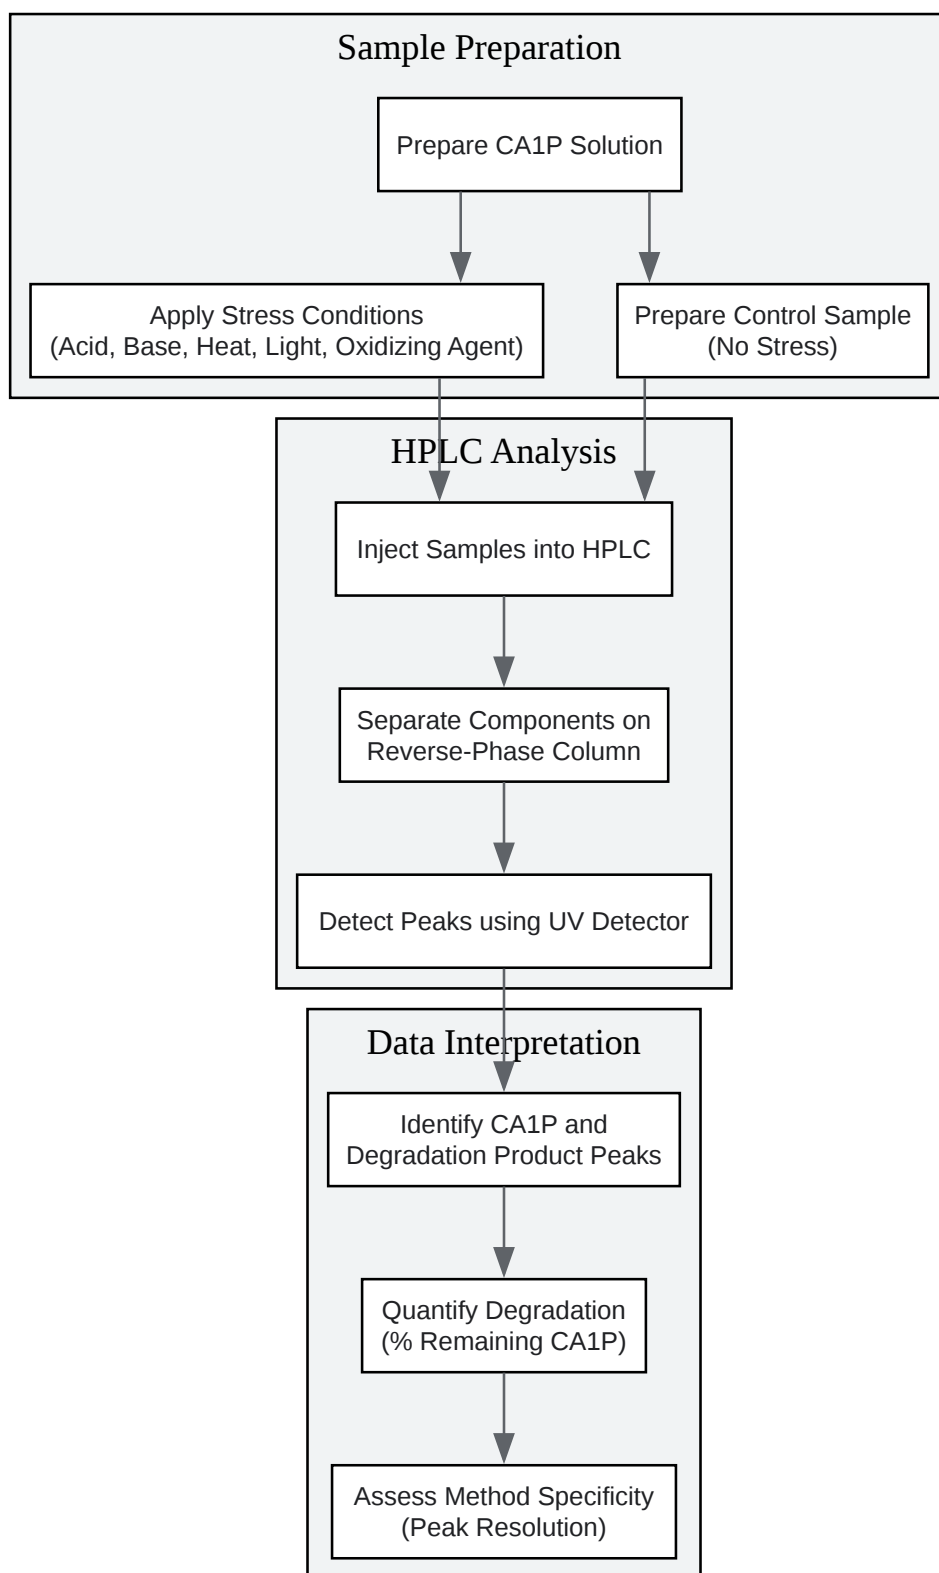 Sample Preparation
Prepare CA1P Solution
Apply Stress Conditions
(Acid, Base, Heat, Light, Oxidizing Agent)
Prepare Control Sample
(No Stress)
HPLC Analysis
Inject Samples into HPLC
Separate Components on
Reverse-Phase Column
Detect Peaks using UV Detector
Data Interpretation
Identify CA1P and
Degradation Product Peaks
Quantify Degradation
(% Remaining CA1P)
Assess Method Specificity
(Peak Resolution)